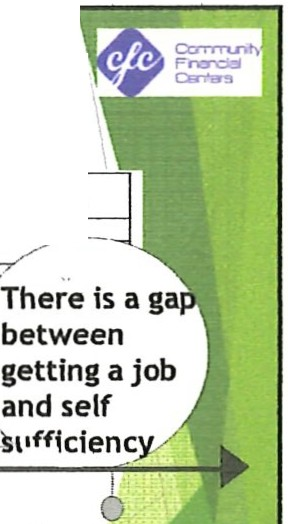 cfc
Community
Financial
Centers
There is a gap
between
getting a job
and self
sufficiency